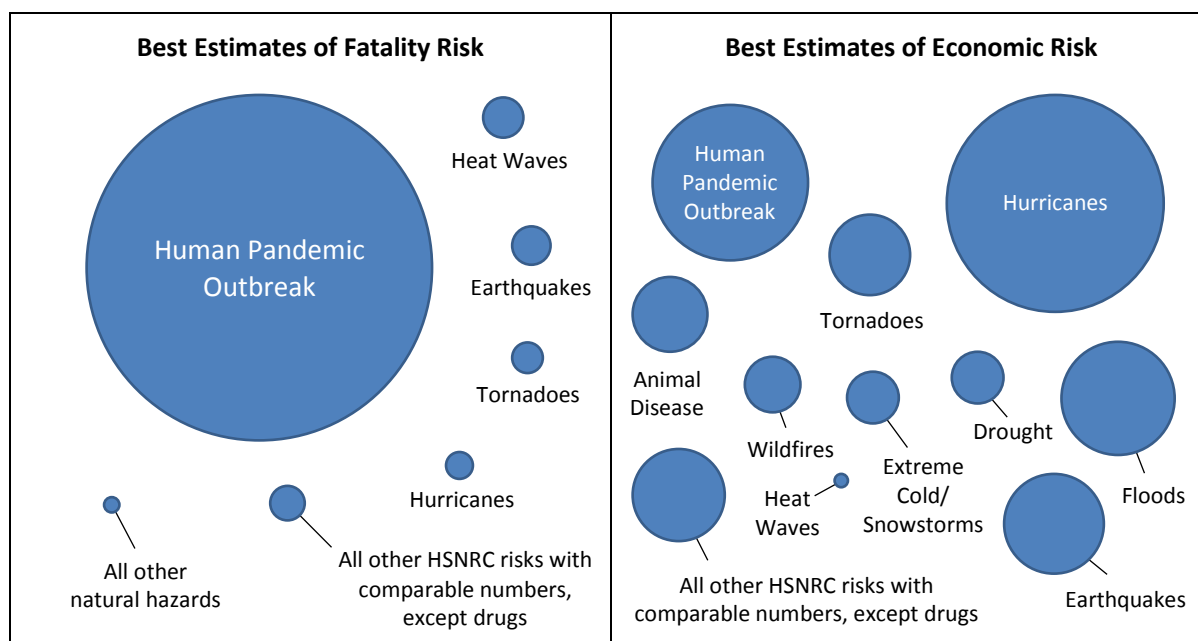 Best Estimates of Fatality Risk
Human Pandemic
Outbreak
Heat Waves
Earthquakes
Tornadoes
Hurricanes
All other
natural hazards
All other HSNRC risks with
comparable numbers,
except drugs
Best Estimates of Economic Risk
Human
Pandemic
Outbreak
Hurricanes
Tornadoes
Animal
Disease
Wildfires
Extreme
Cold/
Snowstorms
Drought
Floods
Heat
Waves
All other HSNRC risks with
comparable numbers, except drugs
Earthquakes